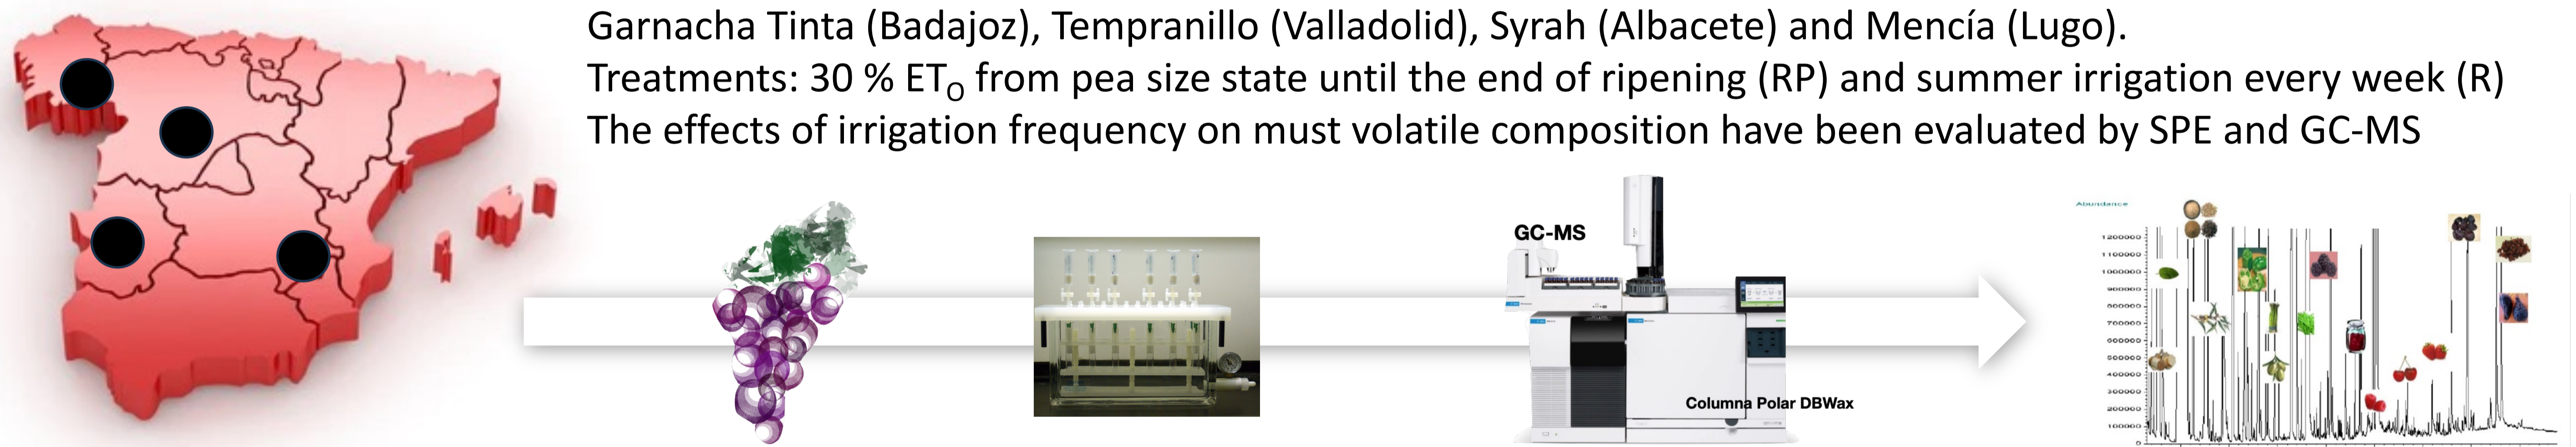 Garnacha Tinta (Badajoz), Tempranillo (Valladolid), Syrah (Albacete) and Mencía (Lugo).
Treatments: 30 % ETO from pea size state until the end of ripening (RP) and summer irrigation every week (R)
The effects of irrigation frequency on must volatile composition have been evaluated by SPE and GC-MS
GC-MS
Columna Polar DBWax
Abundance
1200000
1100000
1000000
900000
800000
700000
600000
500000
400000
300000
200000
100000
0